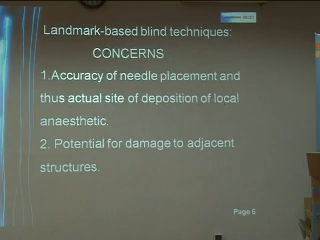 Landmark-based blind techniques:
CONCERNS
1.Accuracy of needle placement and
thus actual site of deposition of local
anaesthetic.
2. Potential for damage to adjacent
structures.
Page 5